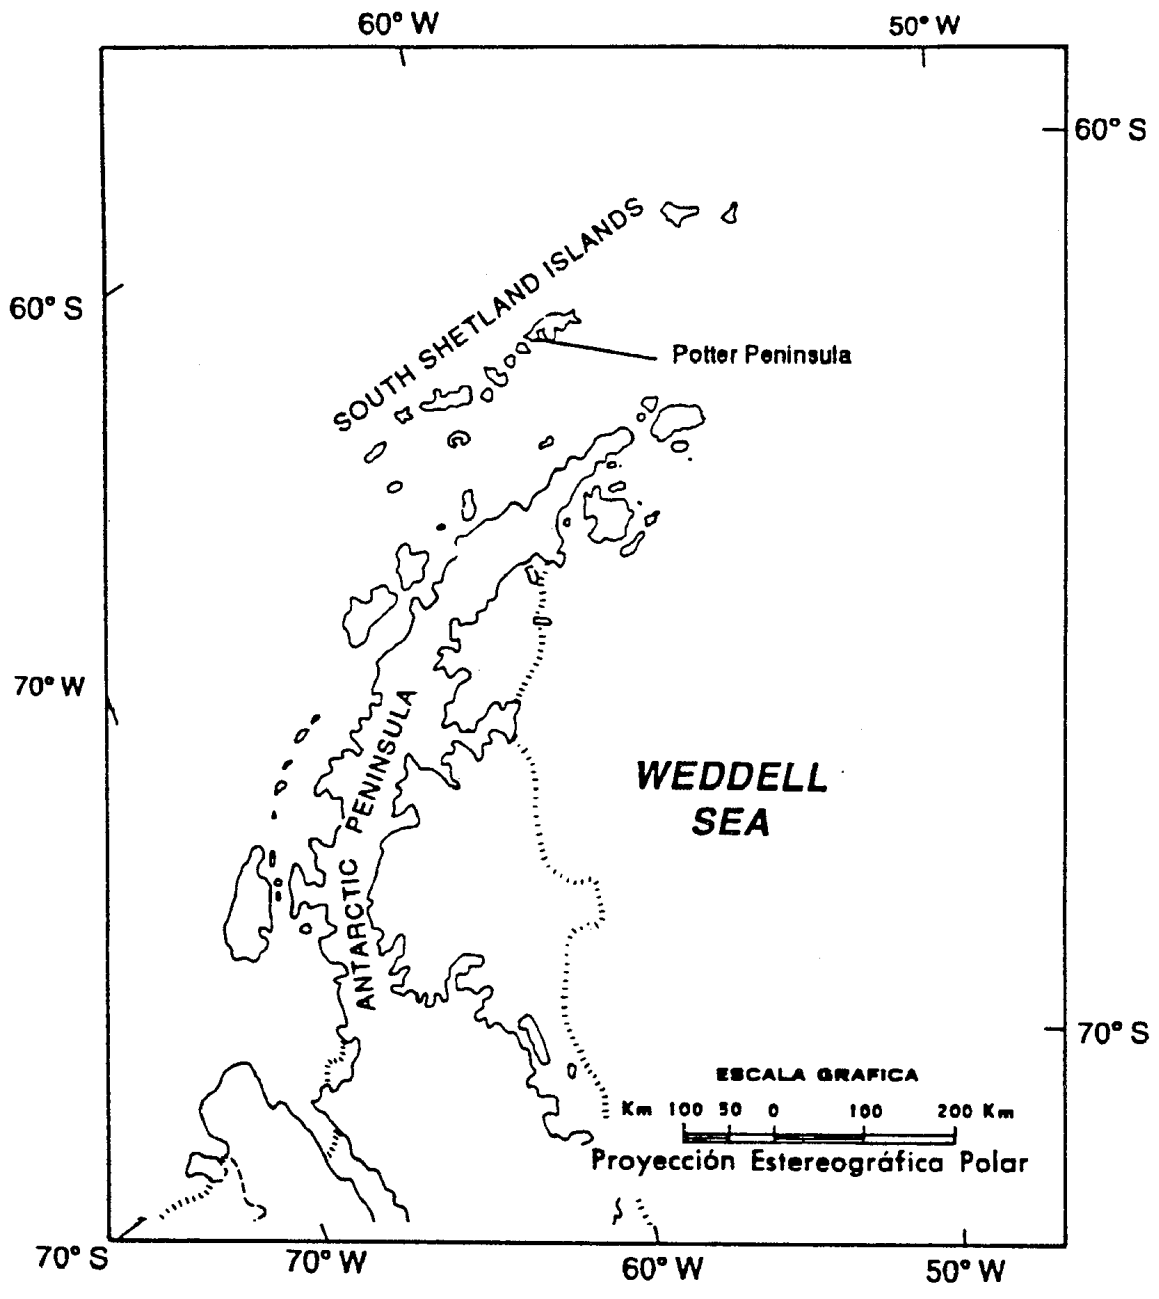 60° W
50° W
60° S
SOUTH SHETLAND ISLANDS
60° S
Potter Peninsula
70° W
ANTARCTIC PENINSULA
WEDDELL
SEA
70° S
ESCALA GRAFICA
Km 100 50 0 100 200 Km
Proyección Estereográfica Polar
70° S
70° W
60° W
50° W